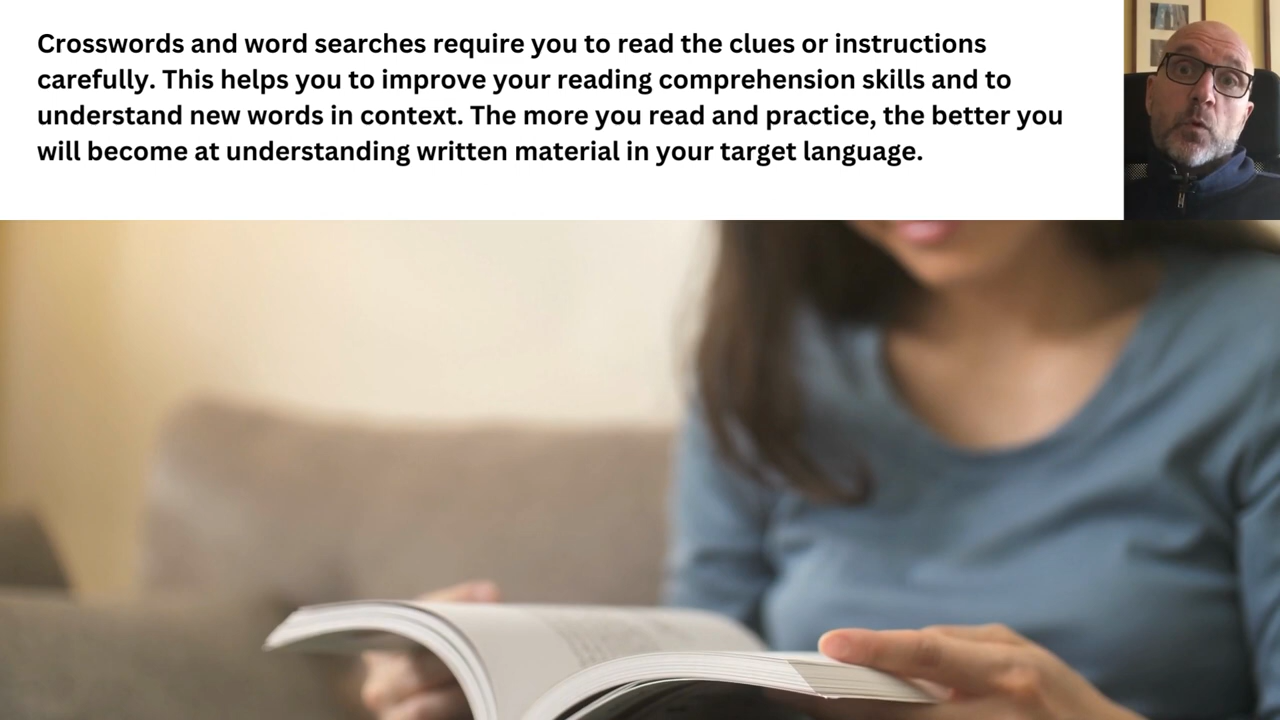 Crosswords and word searches require you to read the clues or instructions
carefully. This helps you to improve your reading comprehension skills and to
understand new words in context. The more you read and practice, the better you
will become at understanding written material in your target language.